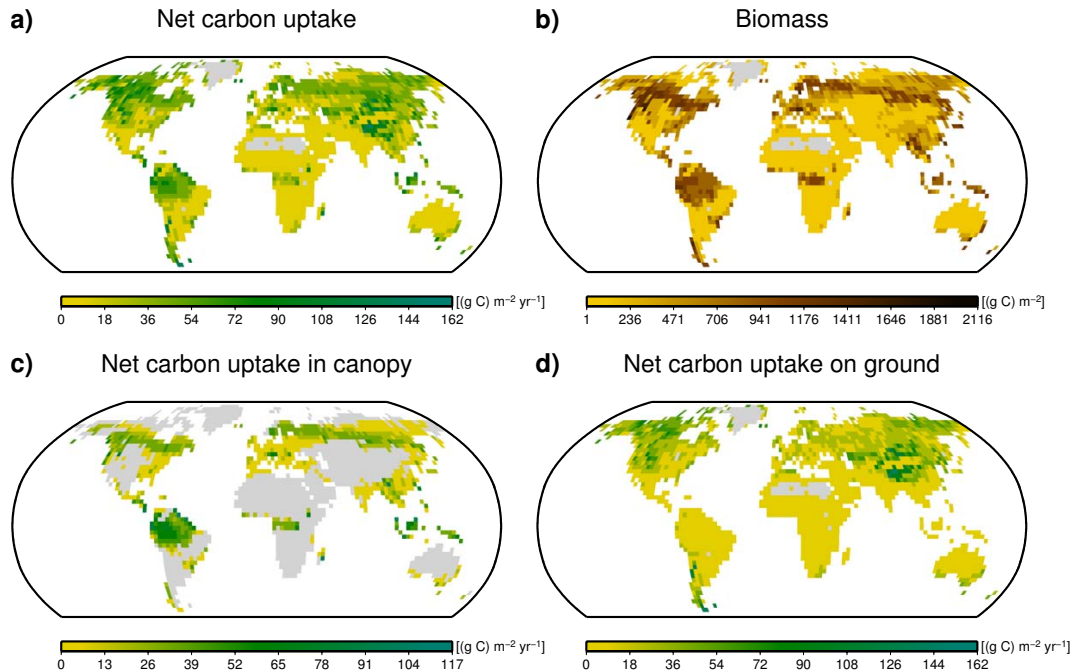 a) Net carbon uptake
b) Biomass
[(g C) m⁻² yr⁻¹]
0 18 36 54 72 90 108 126 144 162
[(g C) m⁻²]
1 236 471 706 941 1176 1411 1646 1881 2116
c) Net carbon uptake in canopy
d) Net carbon uptake on ground
[(g C) m⁻² yr⁻¹]
0 13 26 39 52 65 78 91 104 117
[(g C) m⁻² yr⁻¹]
0 18 36 54 72 90 108 126 144 162